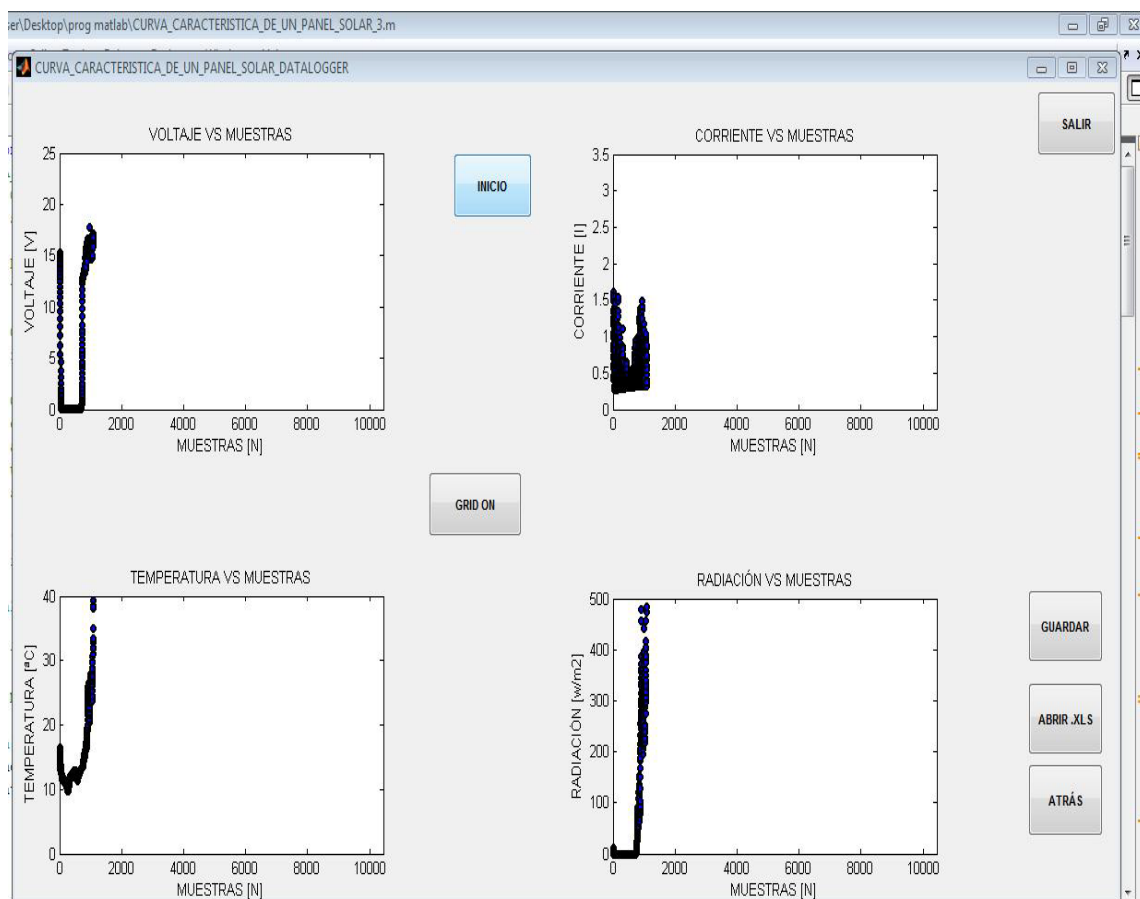 ser\Desktop\prog matlab\CURVA_CARACTERISTICA_DE_UN_PANEL_SOLAR_3.m
CURVA_CARACTERISTICA_DE_UN_PANEL_SOLAR_DATALOGGER
SALIR
VOLTAJE VS MUESTRAS
25
20
15
10
5
0
VOLTAJE [V]
0 2000 4000 6000 8000 10000
MUESTRAS [N]
INICIO
CORRIENTE VS MUESTRAS
3.5
3
2.5
2
1.5
1
0.5
0
CORRIENTE [I]
0 2000 4000 6000 8000 10000
MUESTRAS [N]
GRID ON
TEMPERATURA VS MUESTRAS
40
30
20
10
0
TEMPERATURA [ºC]
0 2000 4000 6000 8000 10000
MUESTRAS [N]
RADIACIÓN VS MUESTRAS
500
400
300
200
100
0
RADIACIÓN [w/m2]
0 2000 4000 6000 8000 10000
MUESTRAS [N]
GUARDAR
ABRIR .XLS
ATRÁS